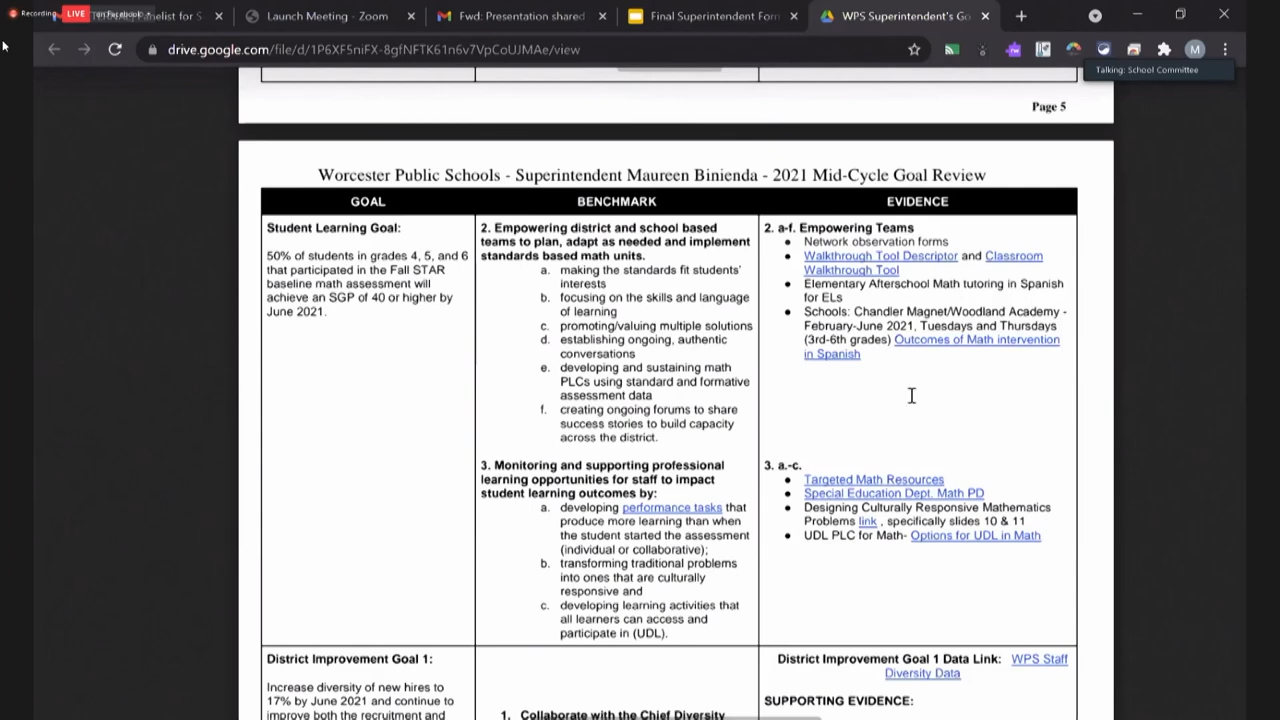 Recording LIVE on Facebook
Launch Meeting - Zoom
Fwd: Presentation shared
Final Superintendent For
WPS Superintendent's Go
drive.google.com/file/d/1P6XF5niFX-8gfNFTK61n6v7VpCoUJMAe/view
M
Talking: School Committee
Page 5
Worcester Public Schools - Superintendent Maureen Binienda - 2021 Mid-Cycle Goal Review
GOAL
BENCHMARK
EVIDENCE
Student Learning Goal:
50% of students in grades 4, 5, and 6
that participated in the Fall STAR
baseline math assessment will
achieve an SGP of 40 or higher by
June 2021.
2. Empowering district and school based
teams to plan, adapt as needed and implement
standards based math units.
a. making the standards fit students'
interests
b. focusing on the skills and language
of learning
c. promoting/valuing multiple solutions
d. establishing ongoing, authentic
conversations
e. developing and sustaining math
PLCs using standard and formative
assessment data
f. creating ongoing forums to share
success stories to build capacity
across the district.
2. a-f. Empowering Teams
● Network observation forms
● Walkthrough Tool Descriptor and Classroom
Walkthrough Tool
● Elementary Afterschool Math tutoring in Spanish
for ELs
● Schools: Chandler Magnet/Woodland Academy -
February-June 2021, Tuesdays and Thursdays
(3rd-6th grades) Outcomes of Math intervention
in Spanish
3. Monitoring and supporting professional
learning opportunities for staff to impact
student learning outcomes by:
a. developing performance tasks that
produce more learning than when
the student started the assessment
(individual or collaborative);
b. transforming traditional problems
into ones that are culturally
responsive and
c. developing learning activities that
all learners can access and
participate in (UDL).
3. a.-c.
● Targeted Math Resources
● Special Education Dept. Math PD
● Designing Culturally Responsive Mathematics
Problems link , specifically slides 10 & 11
● UDL PLC for Math- Options for UDL in Math
District Improvement Goal 1:
Increase diversity of new hires to
17% by June 2021 and continue to
improve both the recruitment and
1. Collaborate with the Chief Diversity
District Improvement Goal 1 Data Link: WPS Staff
Diversity Data
SUPPORTING EVIDENCE: